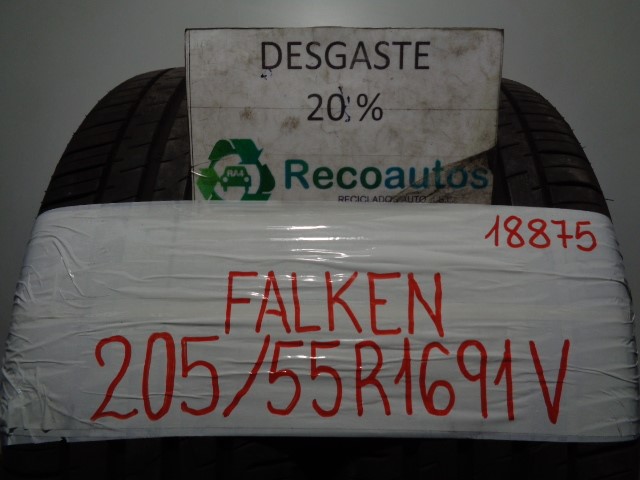 DESGASTE
20%
Recoautos
18875
FALKEN
205/55R1691V